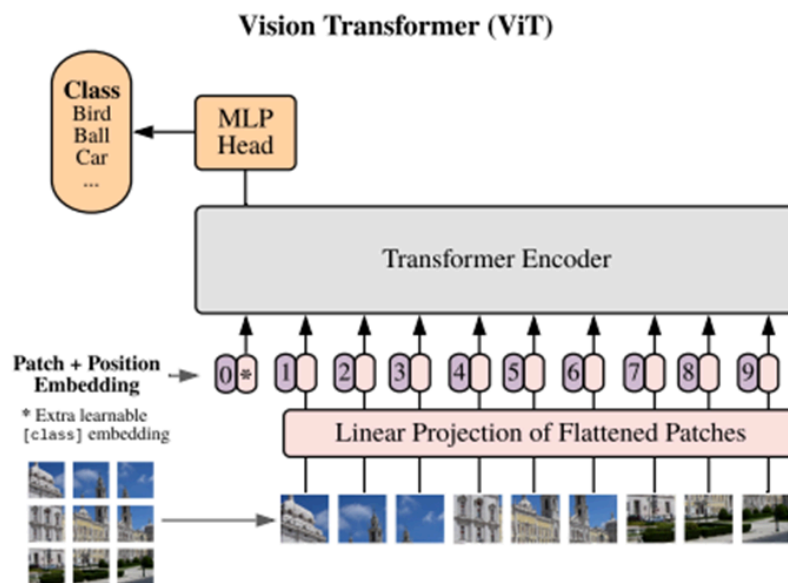 Vision Transformer (ViT)
Class
Bird
Ball
Car
...
MLP
Head
Transformer Encoder
Patch + Position
Embedding
0 * 1 2 3 4 5 6 7 8 9
* Extra learnable
[class] embedding
Linear Projection of Flattened Patches